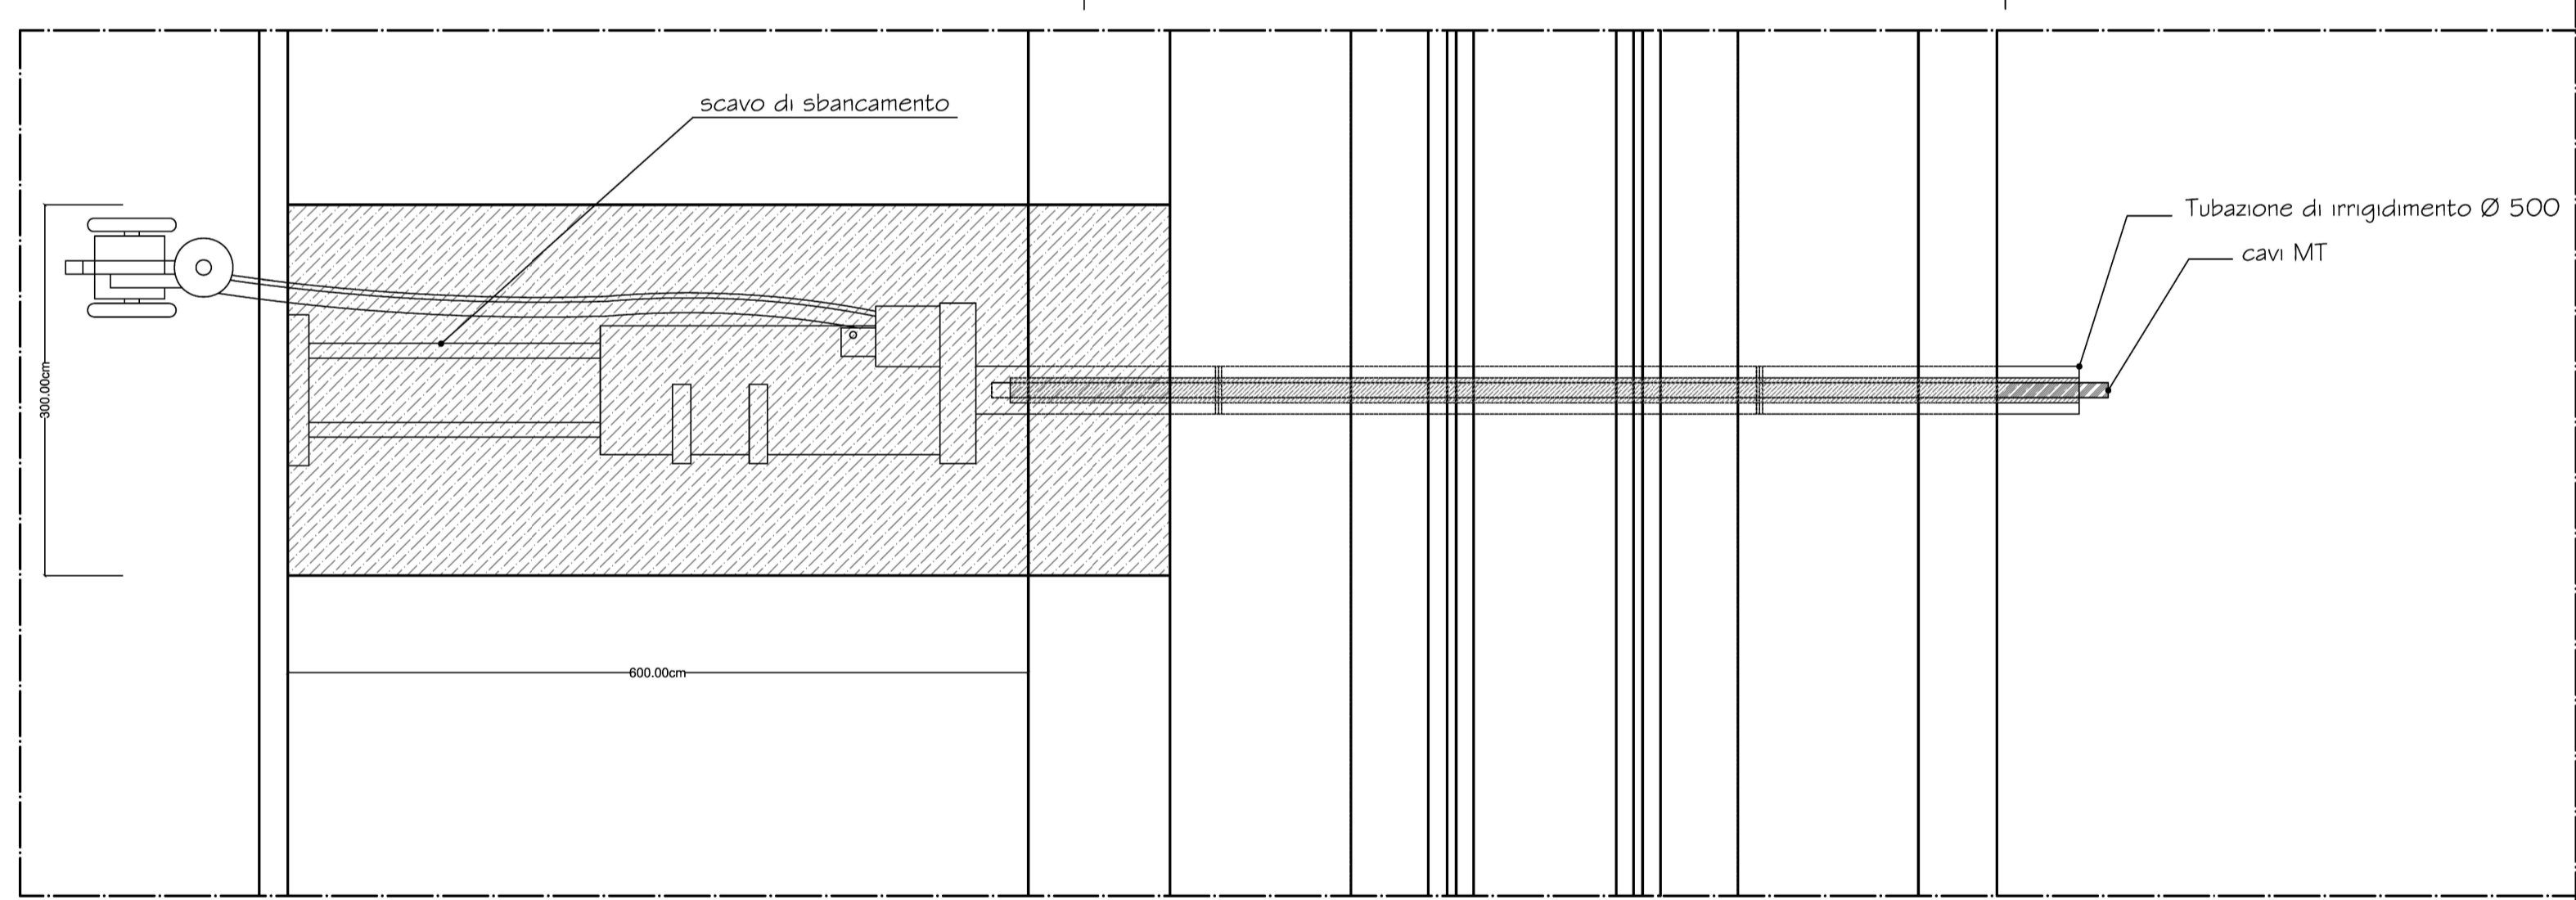 scavo di sbancamento
Tubazione di irrigidimento Ø 500
cavi MT
300.00cm
600.00cm